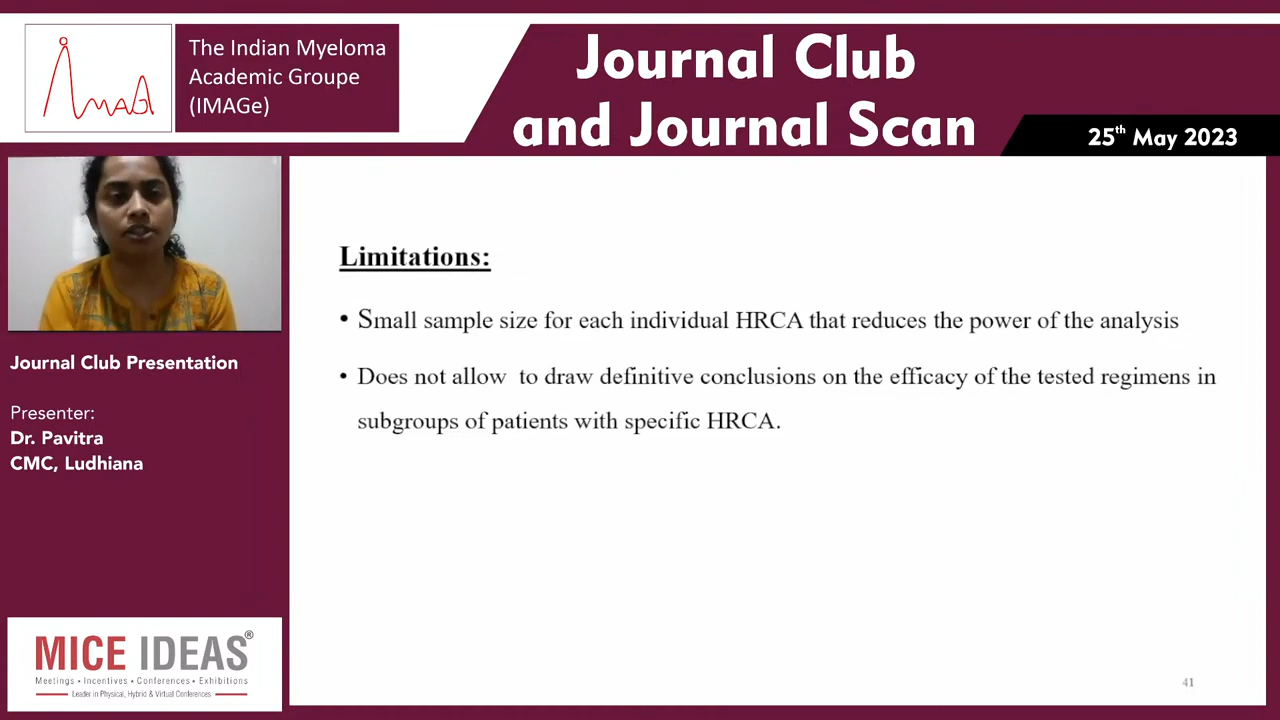 IMAG
The Indian Myeloma
Academic Groupe
(IMAGe)
Journal Club
and Journal Scan
25th May 2023
Limitations:
• Small sample size for each individual HRCA that reduces the power of the analysis
• Does not allow to draw definitive conclusions on the efficacy of the tested regimens in
subgroups of patients with specific HRCA.
Journal Club Presentation
Presenter:
Dr. Pavitra
CMC, Ludhiana
MICE IDEAS®
Meetings • Incentives • Conferences • Exhibitions
Leader in Physical, Hybrid & Virtual Conferences
41